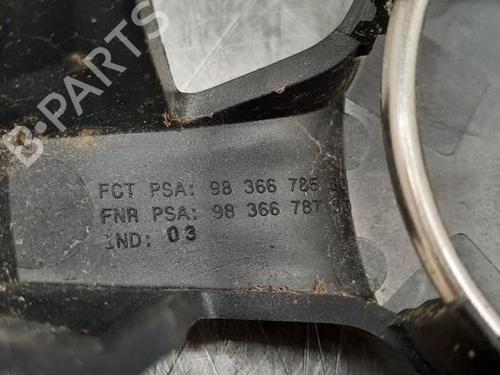 B-PARTS
FCT PSA: 98 366 785
FNR PSA: 98 366 787
IND: 03